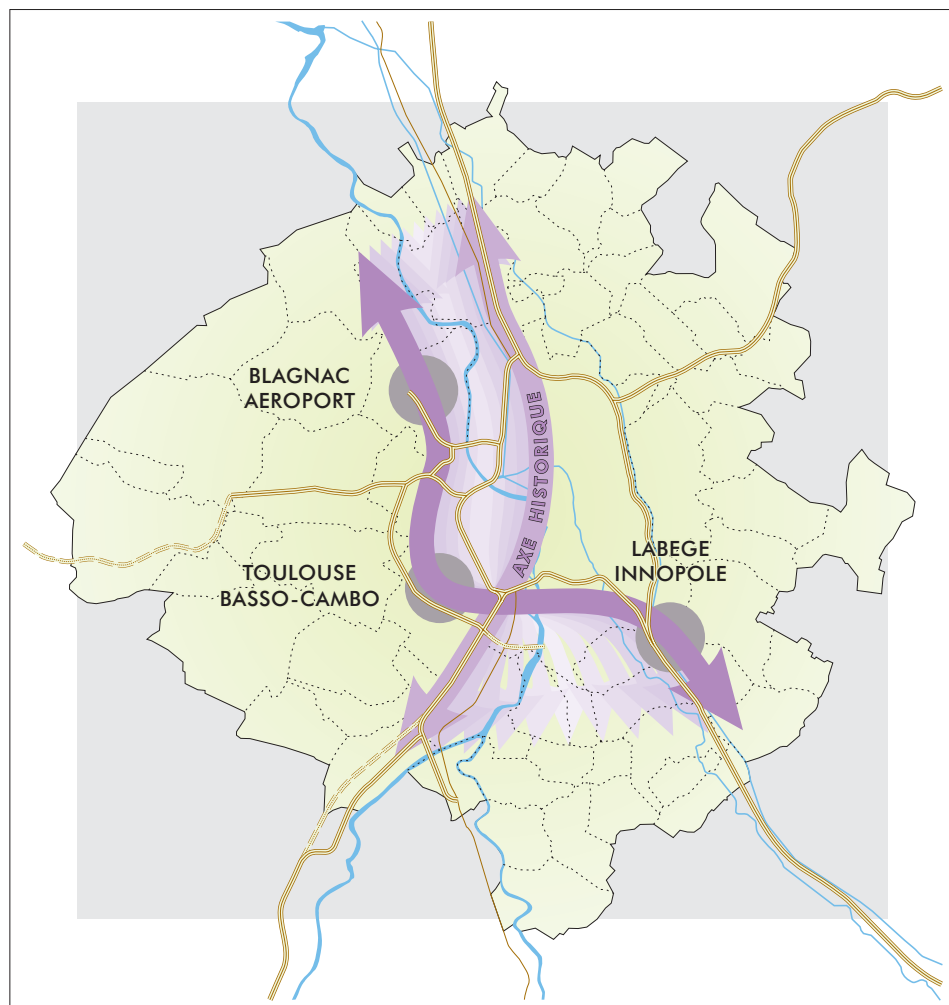 BLAGNAC
AEROPORT
AXE HISTORIQUE
TOULOUSE
BASSO-CAMBO
LABEGE
INNOPOLE